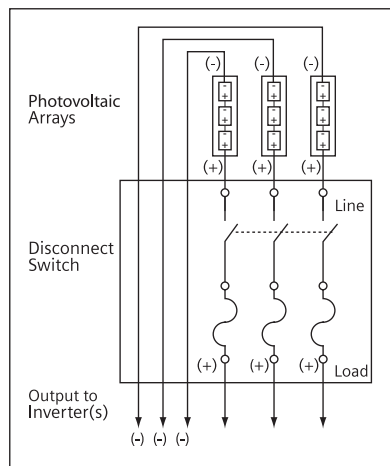 (-) (-) (-)
Photovoltaic
Arrays
- - -
+ + +
- - -
+ + +
- - -
+ + +
(+) (+) (+)
Line
Disconnect
Switch
(+) (+) (+)
Load
Output to
Inverter(s)
(-) (-) (-)